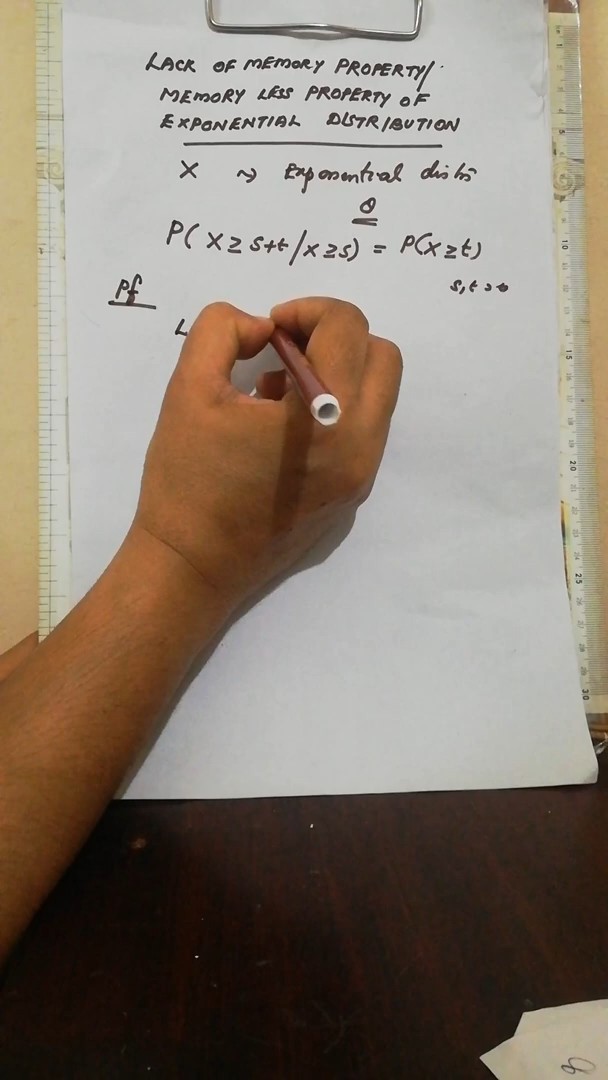 LACK OF MEMORY PROPERTY/
MEMORY LESS PROPERTY OF
EXPONENTIAL DISTRIBUTION
X ~ Exponential distn
θ
P( X ≥ s+t / X ≥ s) = P(X ≥ t)
s,t > 0
Pf
L